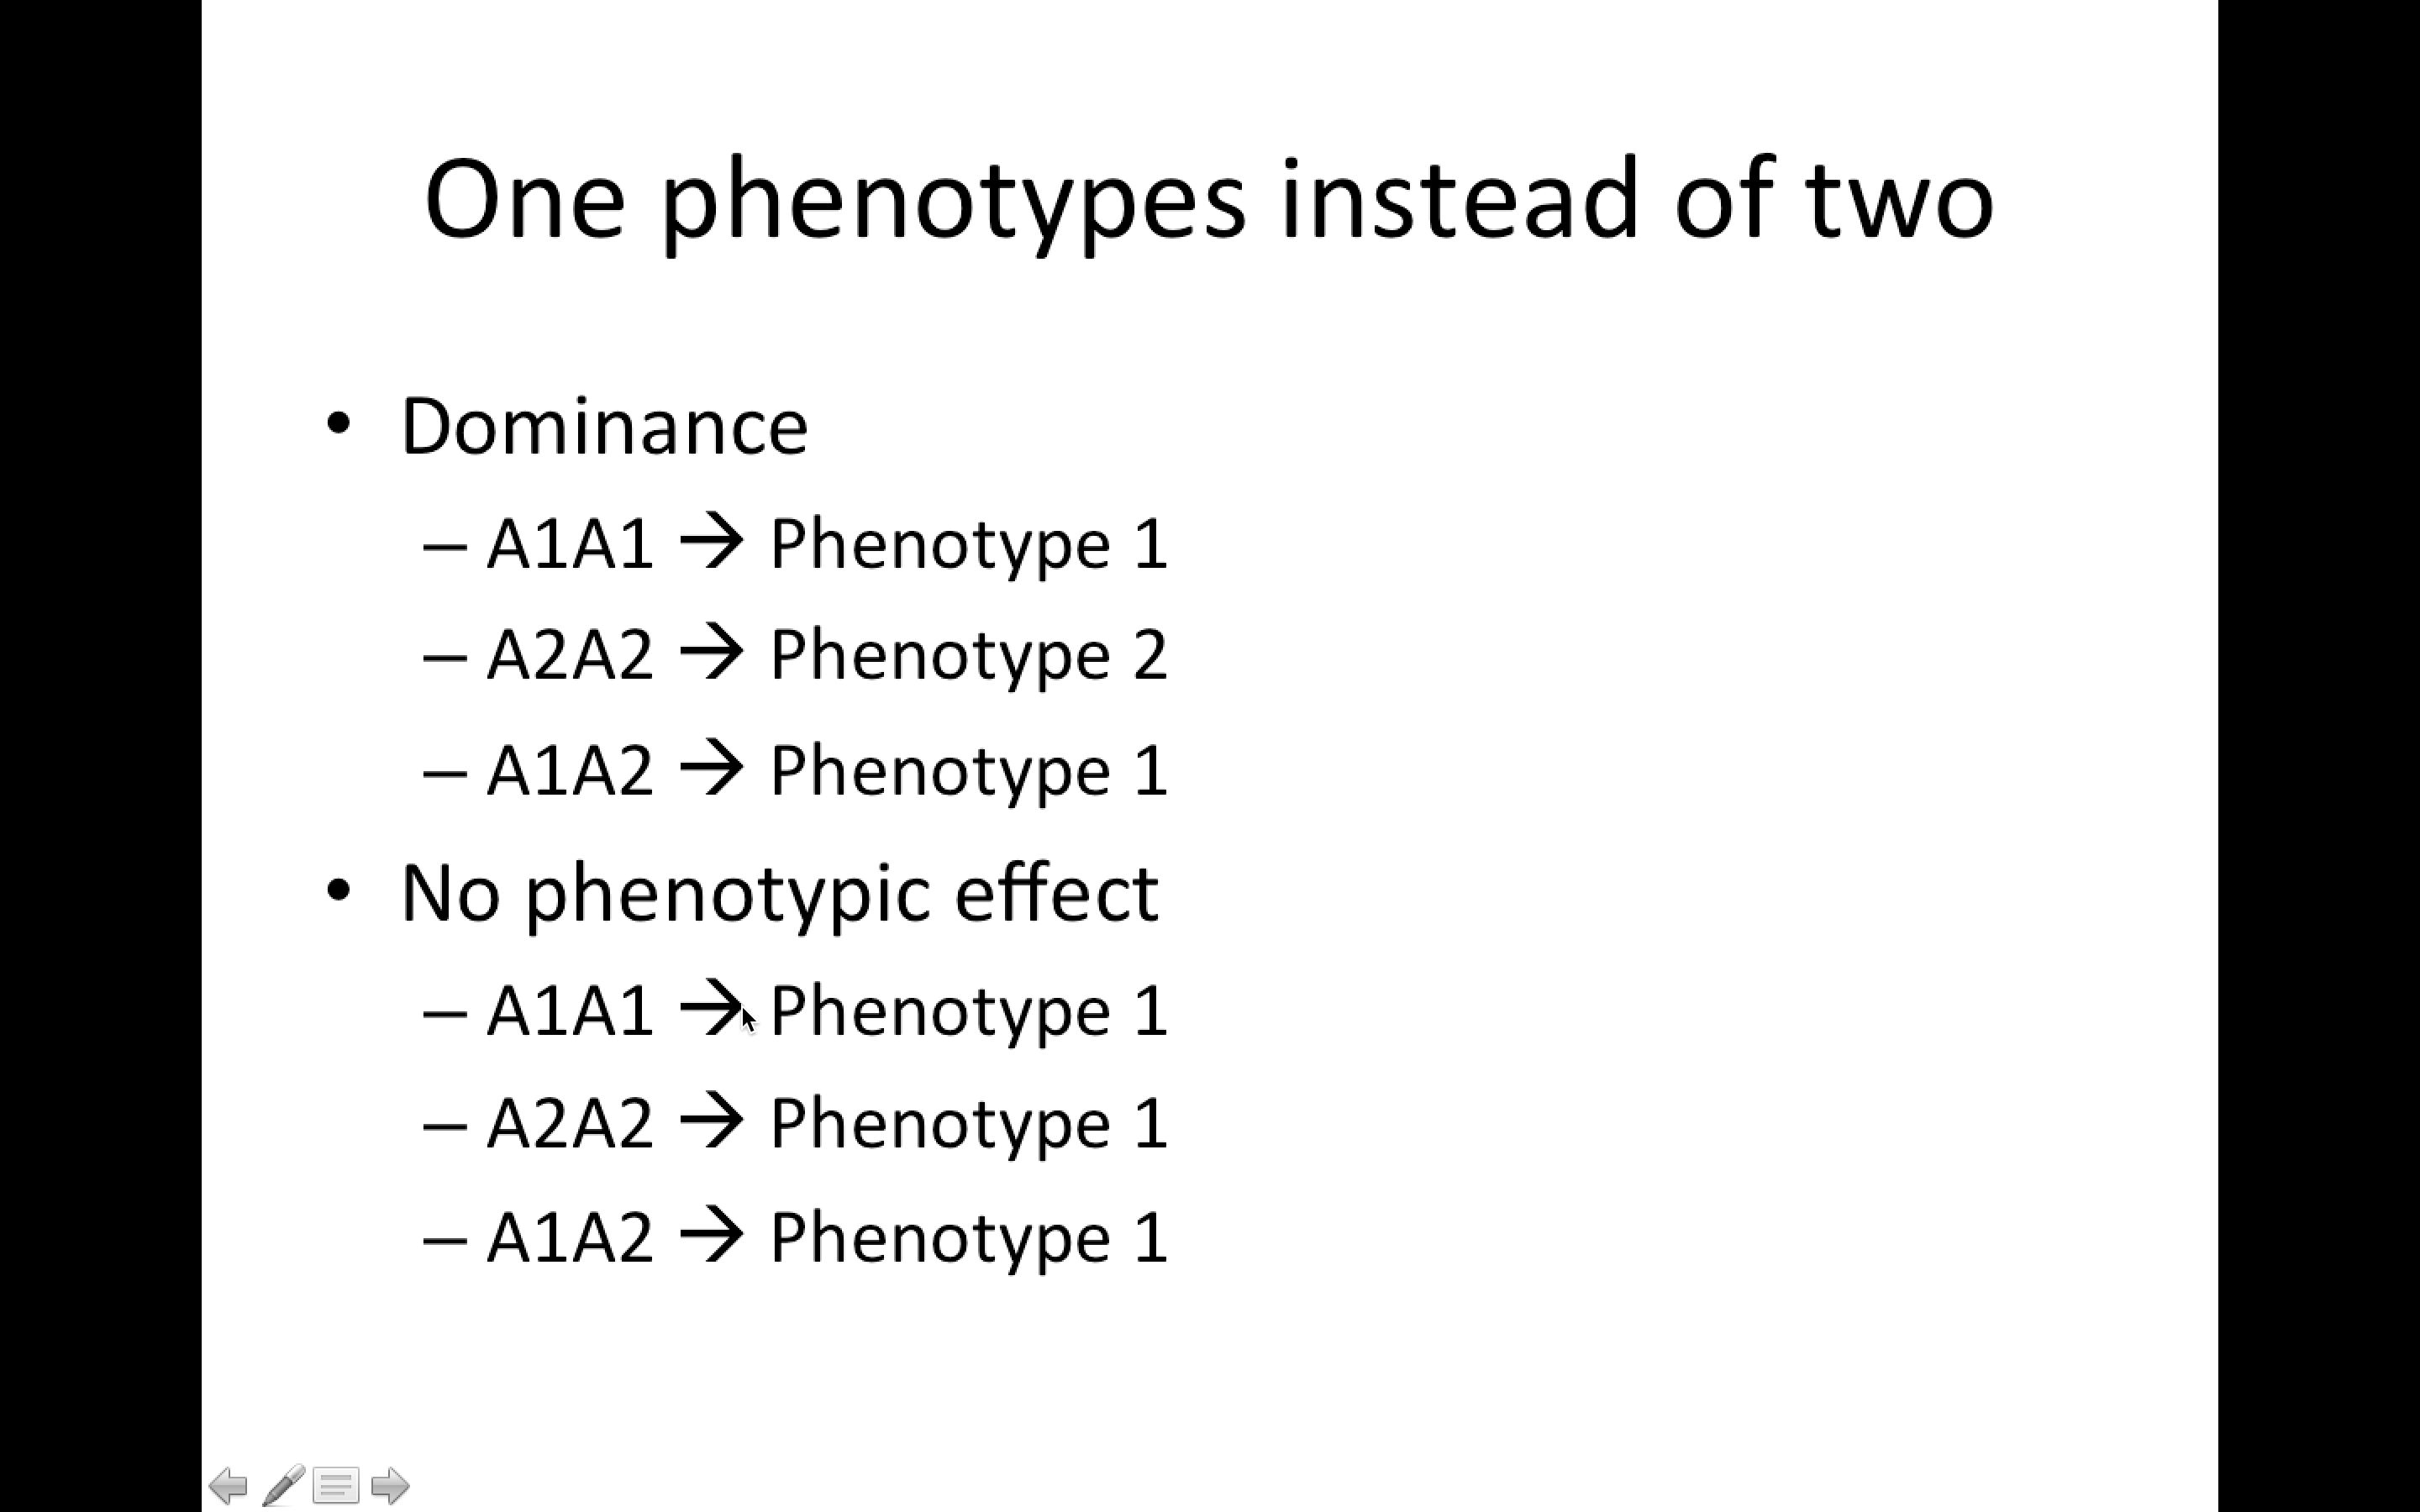 One phenotypes instead of two
• Dominance
– A1A1 → Phenotype 1
– A2A2 → Phenotype 2
– A1A2 → Phenotype 1
• No phenotypic effect
– A1A1 → Phenotype 1
– A2A2 → Phenotype 1
– A1A2 → Phenotype 1